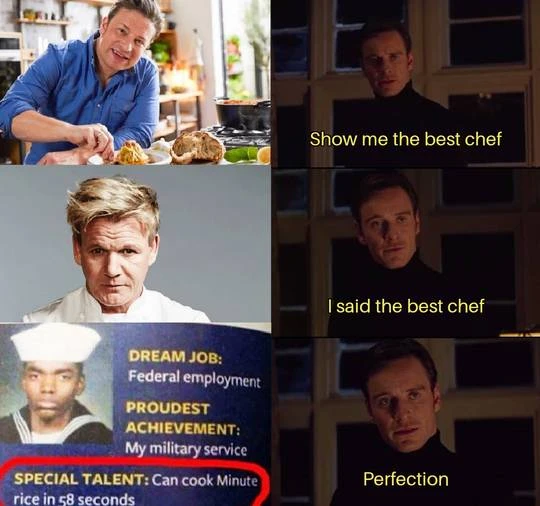 Show me the best chef
I said the best chef
DREAM JOB:
Federal employment
PROUDEST
ACHIEVEMENT:
My military service
SPECIAL TALENT: Can cook Minute
rice in 58 seconds
Perfection